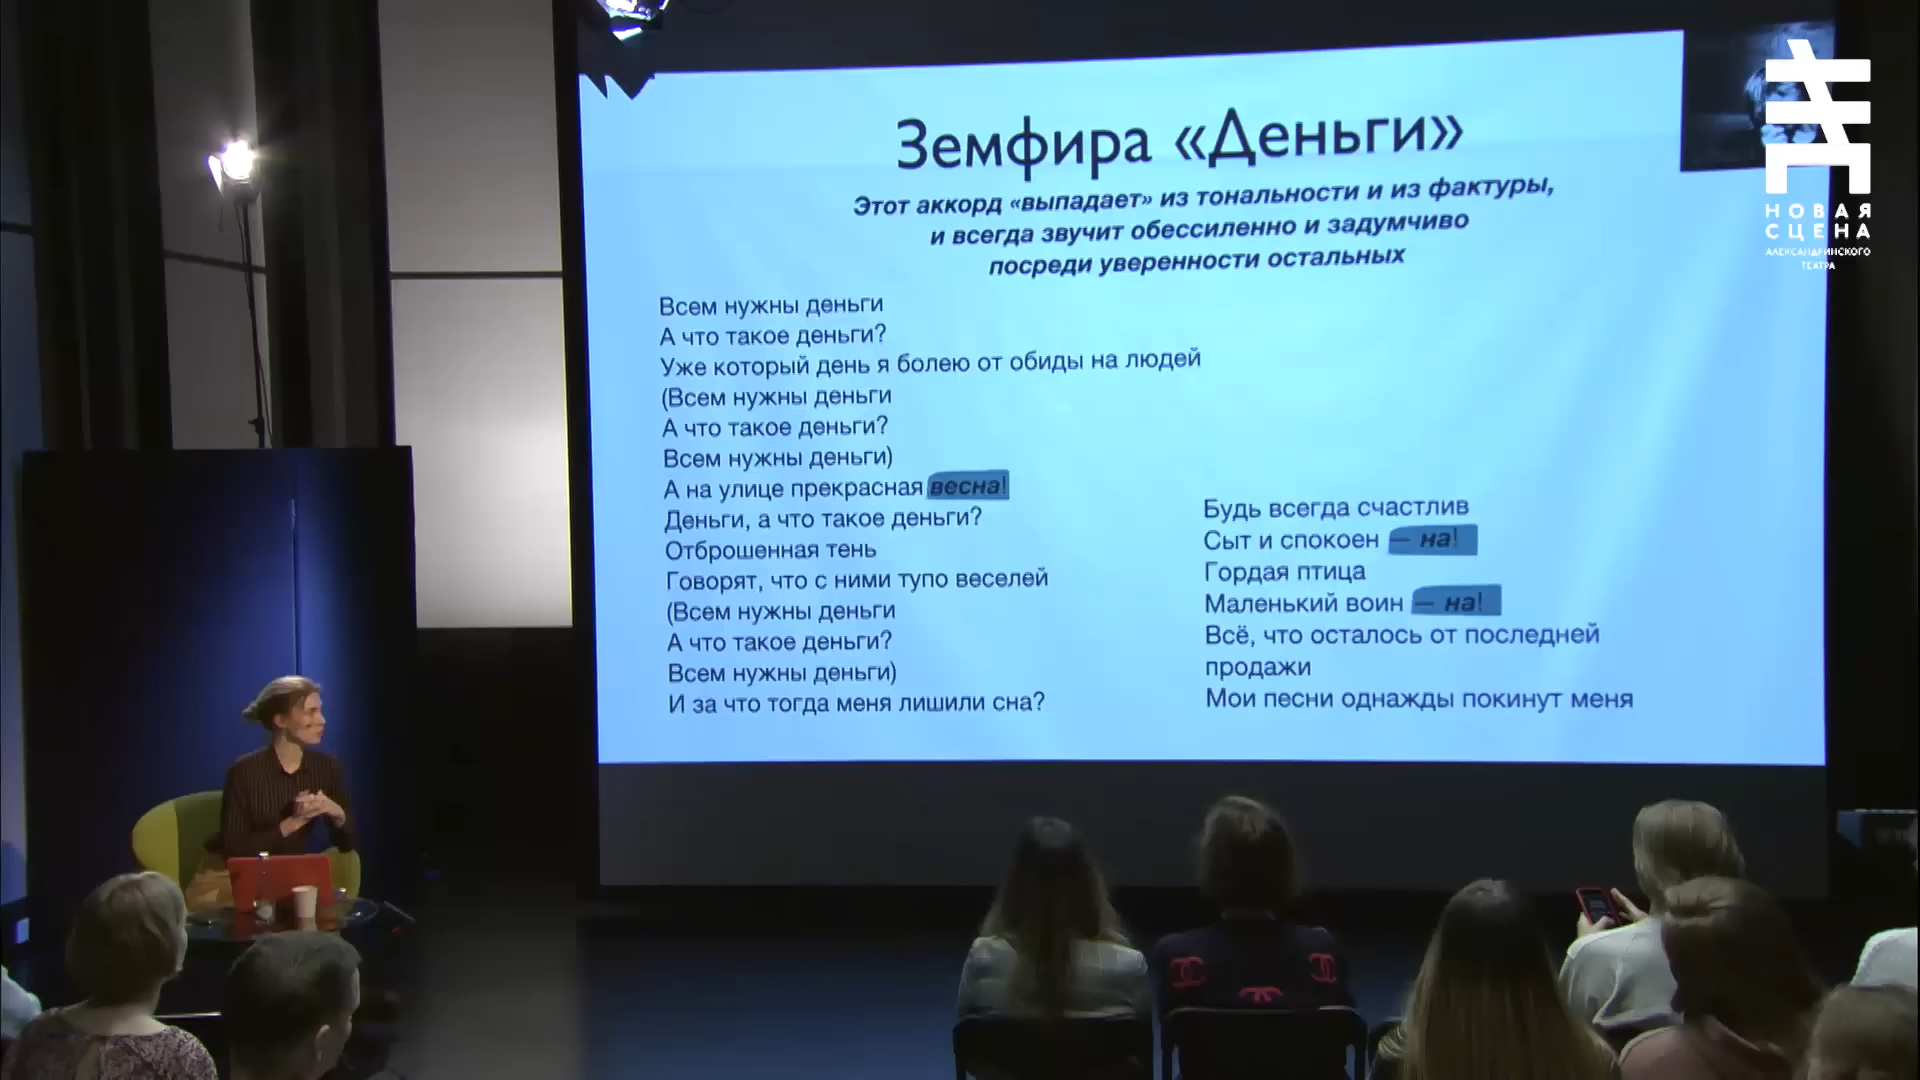 Земфира «Деньги»
Этот аккорд «выпадает» из тональности и из фактуры,
и всегда звучит обессиленно и задумчиво
посреди уверенности остальных
Всем нужны деньги
А что такое деньги?
Уже который день я болею от обиды на людей
(Всем нужны деньги
А что такое деньги?
Всем нужны деньги)
А на улице прекрасная весна!
Деньги, а что такое деньги?
Отброшенная тень
Говорят, что с ними тупо веселей
(Всем нужны деньги
А что такое деньги?
Всем нужны деньги)
И за что тогда меня лишили сна?
Будь всегда счастлив
Сыт и спокоен — на!
Гордая птица
Маленький воин — на!
Всё, что осталось от последней
продажи
Мои песни однажды покинут меня
НОВАЯ
СЦЕНА
АЛЕКСАНДРИНСКОГО
ТЕАТРА